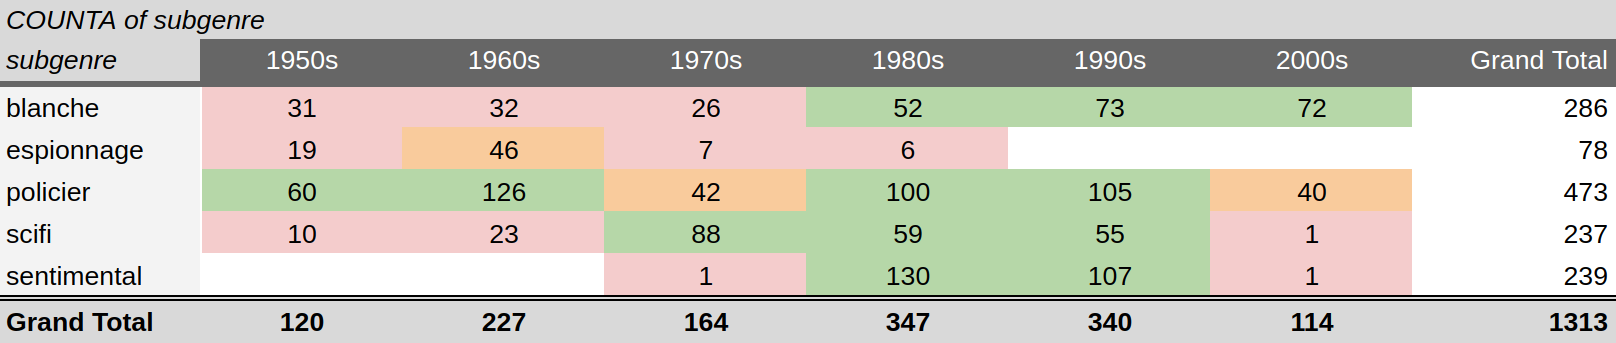 COUNTA of subgenre
subgenre 1950s 1960s 1970s 1980s 1990s 2000s Grand Total
blanche 31 32 26 52 73 72 286
espionnage 19 46 7 6 78
policier 60 126 42 100 105 40 473
scifi 10 23 88 59 55 1 237
sentimental 1 130 107 1 239
Grand Total 120 227 164 347 340 114 1313